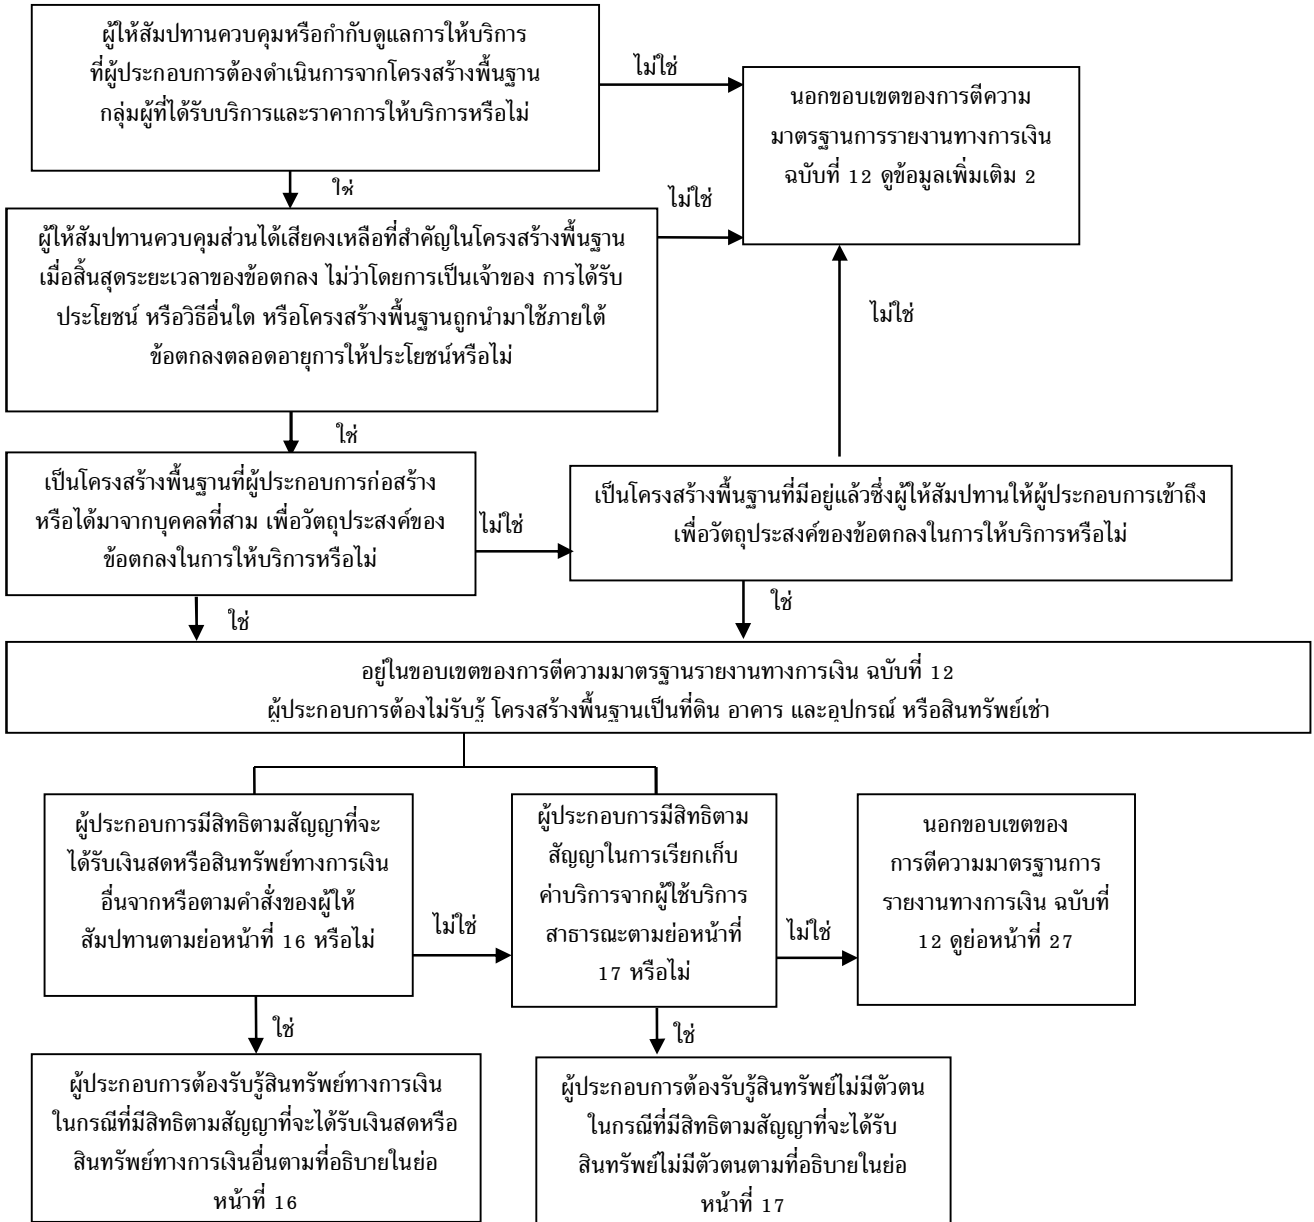 ผู้ให้สัมปทานควบคุมหรือกำกับดูแลการให้บริการ
ที่ผู้ประกอบการต้องดำเนินการจากโครงสร้างพื้นฐาน
กลุ่มผู้ที่ได้รับบริการและราคาการให้บริการหรือไม่
ไม่ใช่
นอกขอบเขตของการตีความ
มาตรฐานการรายงานทางการเงิน
ฉบับที่ 12 ดูข้อมูลเพิ่มเติม 2
ใช่
ผู้ให้สัมปทานควบคุมส่วนได้เสียคงเหลือที่สำคัญในโครงสร้างพื้นฐาน
เมื่อสิ้นสุดระยะเวลาของข้อตกลง ไม่ว่าโดยการเป็นเจ้าของ การได้รับ
ประโยชน์ หรือวิธีอื่นใด หรือโครงสร้างพื้นฐานถูกนำมาใช้ภายใต้
ข้อตกลงตลอดอายุการให้ประโยชน์หรือไม่
ไม่ใช่
ไม่ใช่
ใช่
เป็นโครงสร้างพื้นฐานที่ผู้ประกอบการก่อสร้าง
หรือได้มาจากบุคคลที่สาม เพื่อวัตถุประสงค์ของ
ข้อตกลงในการให้บริการหรือไม่
ไม่ใช่
เป็นโครงสร้างพื้นฐานที่มีอยู่แล้วซึ่งผู้ให้สัมปทานให้ผู้ประกอบการเข้าถึง
เพื่อวัตถุประสงค์ของข้อตกลงในการให้บริการหรือไม่
ใช่
ใช่
อยู่ในขอบเขตของการตีความมาตรฐานรายงานทางการเงิน ฉบับที่ 12
ผู้ประกอบการต้องไม่รับรู้ โครงสร้างพื้นฐานเป็นที่ดิน อาคาร และอุปกรณ์ หรือสินทรัพย์เช่า
ผู้ประกอบการมีสิทธิตามสัญญาที่จะ
ได้รับเงินสดหรือสินทรัพย์ทางการเงิน
อื่นจากหรือตามคำสั่งของผู้ให้
สัมปทานตามย่อหน้าที่ 16 หรือไม่
ไม่ใช่
ผู้ประกอบการมีสิทธิตาม
สัญญาในการเรียกเก็บ
ค่าบริการจากผู้ใช้บริการ
สาธารณะตามย่อหน้าที่
17 หรือไม่
ไม่ใช่
นอกขอบเขตของ
การตีความมาตรฐานการ
รายงานทางการเงิน ฉบับที่
12 ดูย่อหน้าที่ 27
ใช่
ใช่
ผู้ประกอบการต้องรับรู้สินทรัพย์ทางการเงิน
ในกรณีที่มีสิทธิตามสัญญาที่จะได้รับเงินสดหรือ
สินทรัพย์ทางการเงินอื่นตามที่อธิบายในย่อ
หน้าที่ 16
ผู้ประกอบการต้องรับรู้สินทรัพย์ไม่มีตัวตน
ในกรณีที่มีสิทธิตามสัญญาที่จะได้รับ
สินทรัพย์ไม่มีตัวตนตามที่อธิบายในย่อ
หน้าที่ 17